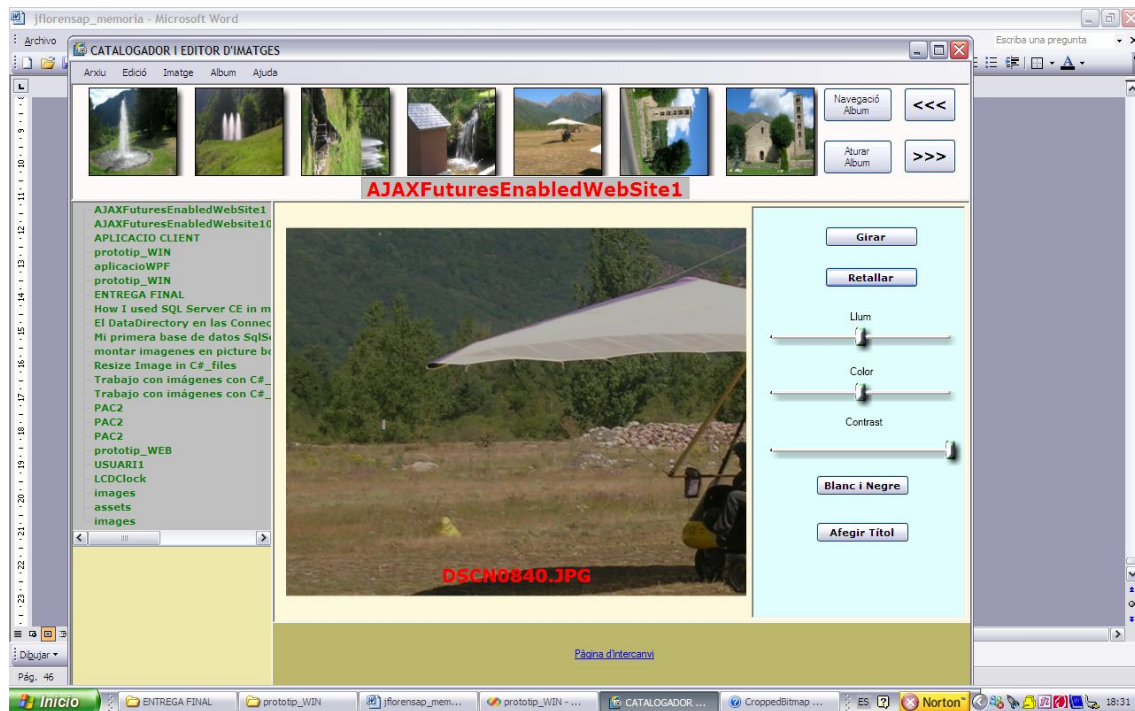 jflorensap_memoria - Microsoft Word
Archivo
Escriba una pregunta
CATALOGADOR I EDITOR D'IMATGES
Arxiu Edició Imatge Album Ajuda
Navegació Album
<<<
Aturar Album
>>>
AJAXFuturesEnabledWebSite1
AJAXFuturesEnabledWebSite1
AJAXFuturesEnabledWebsite10
APLICACIO CLIENT
prototip_WIN
aplicacioWPF
prototip_WIN
ENTREGA FINAL
How I used SQL Server CE in m
El DataDirectory en las Connec
Mi primera base de datos SqlSe
montar imagenes en picture bo
Resize Image in C#_files
Trabajo con imágenes con C#_
Trabajo con imágenes con C#_
PAC2
PAC2
PAC2
prototip_WEB
USUARI1
LCDClock
images
assets
images
DSCN0840.JPG
Girar
Retallar
Llum
Color
Contrast
Blanc i Negre
Afegir Títol
Pàgina d'intercanvi
Dibujar
Pág. 46
Inicio
ENTREGA FINAL
prototip_WIN
jflorensap_mem...
prototip_WIN - ...
CATALOGADOR ...
CroppedBitmap ...
ES
Norton
18:31